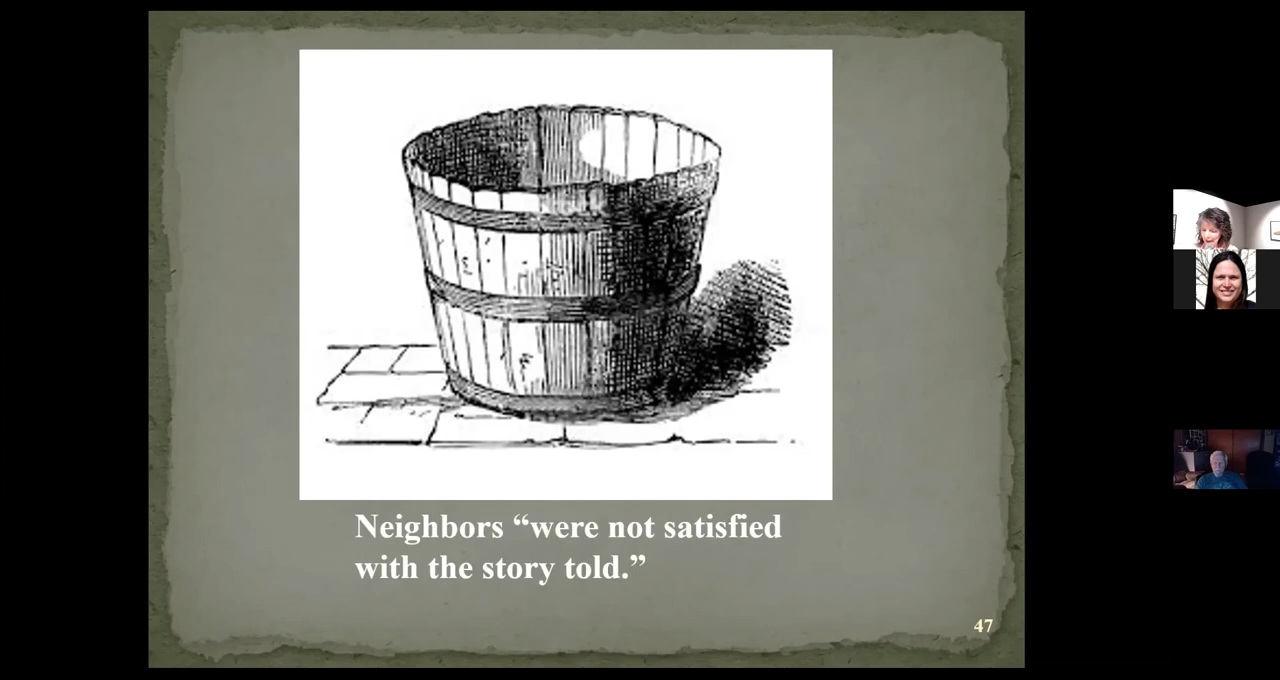 Neighbors “were not satisfied
with the story told.”
47